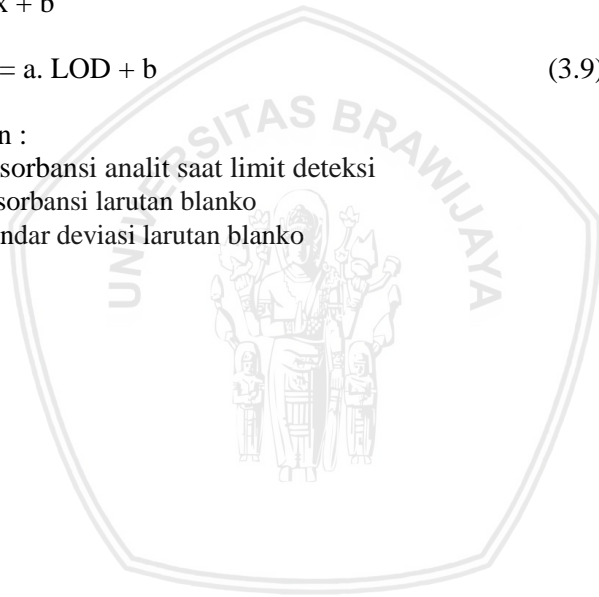 x + b
= a. LOD + b (3.9)
n :
sorbansi analit saat limit deteksi
sorbansi larutan blanko
ndar deviasi larutan blanko
UNIVERSITAS BRAWIJAYA